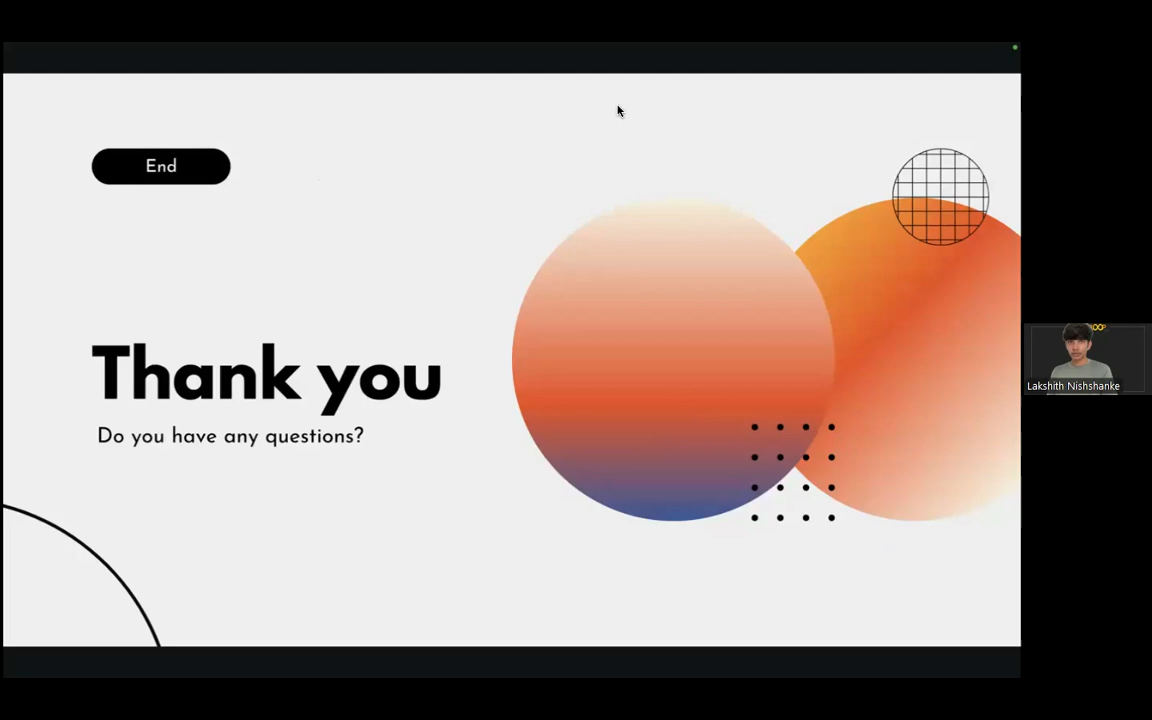 End
Thank you
Do you have any questions?
Lakshith Nishshanke